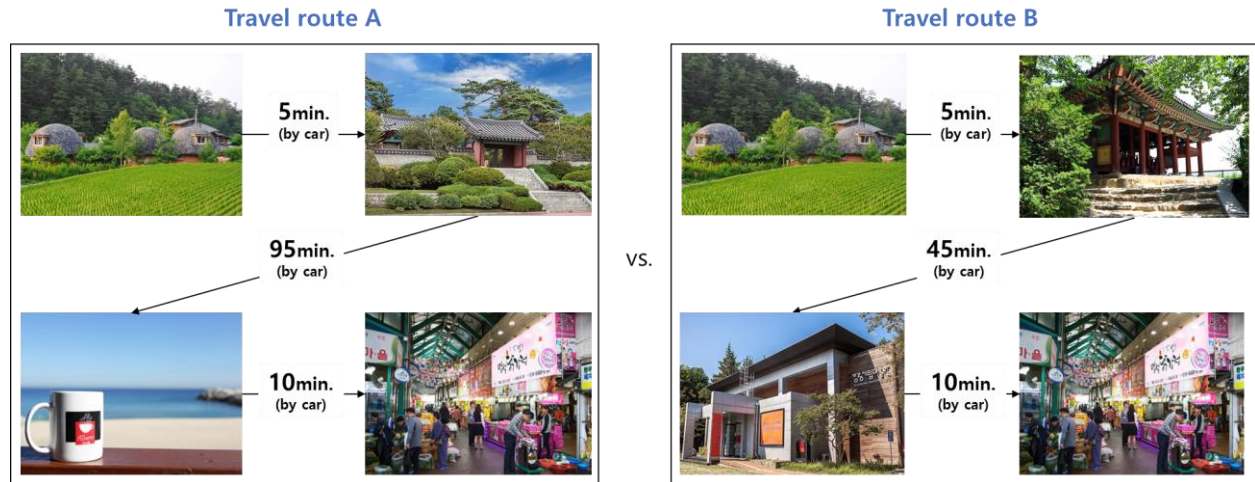 Travel route A
Travel route B
5min.
(by car)
95min.
(by car)
10min.
(by car)
vs.
5min.
(by car)
45min.
(by car)
10min.
(by car)